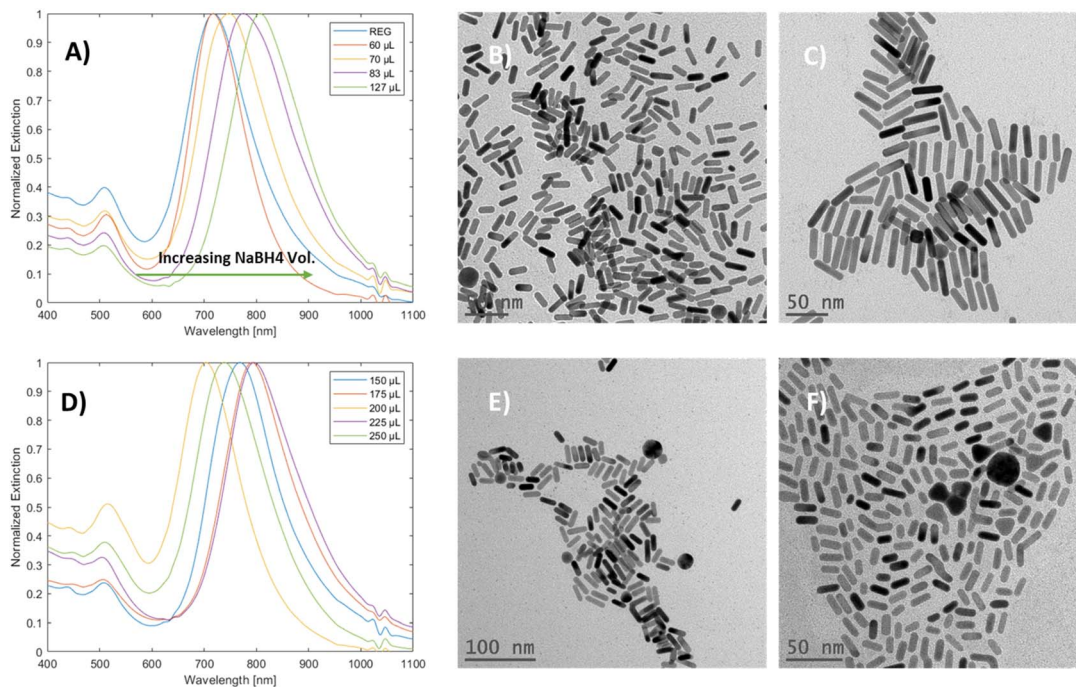 A)
REG
60 µL
70 µL
83 µL
127 µL
Increasing NaBH4 Vol.
Normalized Extinction
1
0.9
0.8
0.7
0.6
0.5
0.4
0.3
0.2
0.1
0
400 500 600 700 800 900 1000 1100
Wavelength [nm]
B)
nm
C)
50 nm
D)
150 µL
175 µL
200 µL
225 µL
250 µL
Normalized Extinction
1
0.9
0.8
0.7
0.6
0.5
0.4
0.3
0.2
0.1
0
400 500 600 700 800 900 1000 1100
Wavelength [nm]
E)
100 nm
F)
50 nm